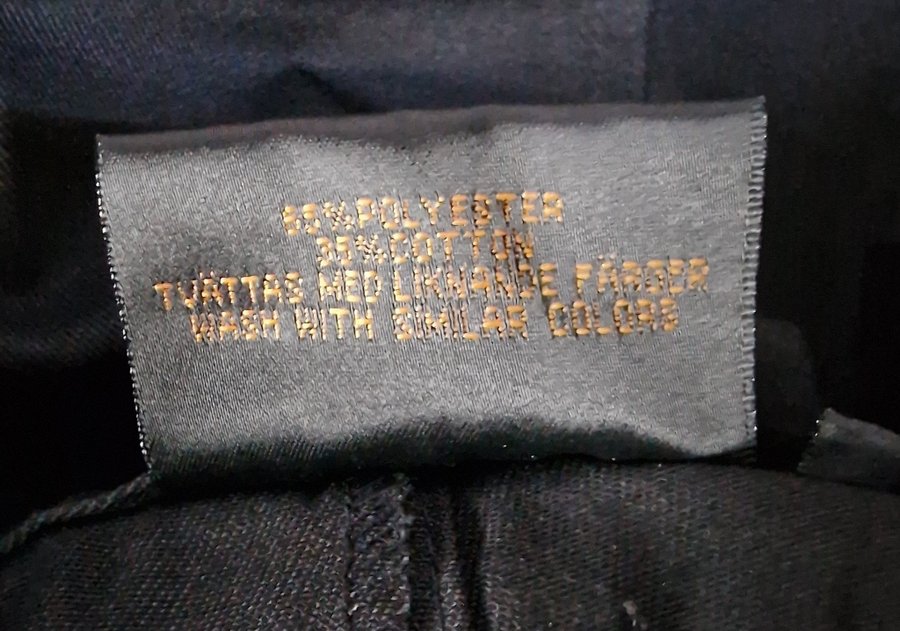 65%POLYESTER
35%COTTON
TVÄTTAS MED LIKNANDE FÄRGER
WASH WITH SIMILAR COLORS